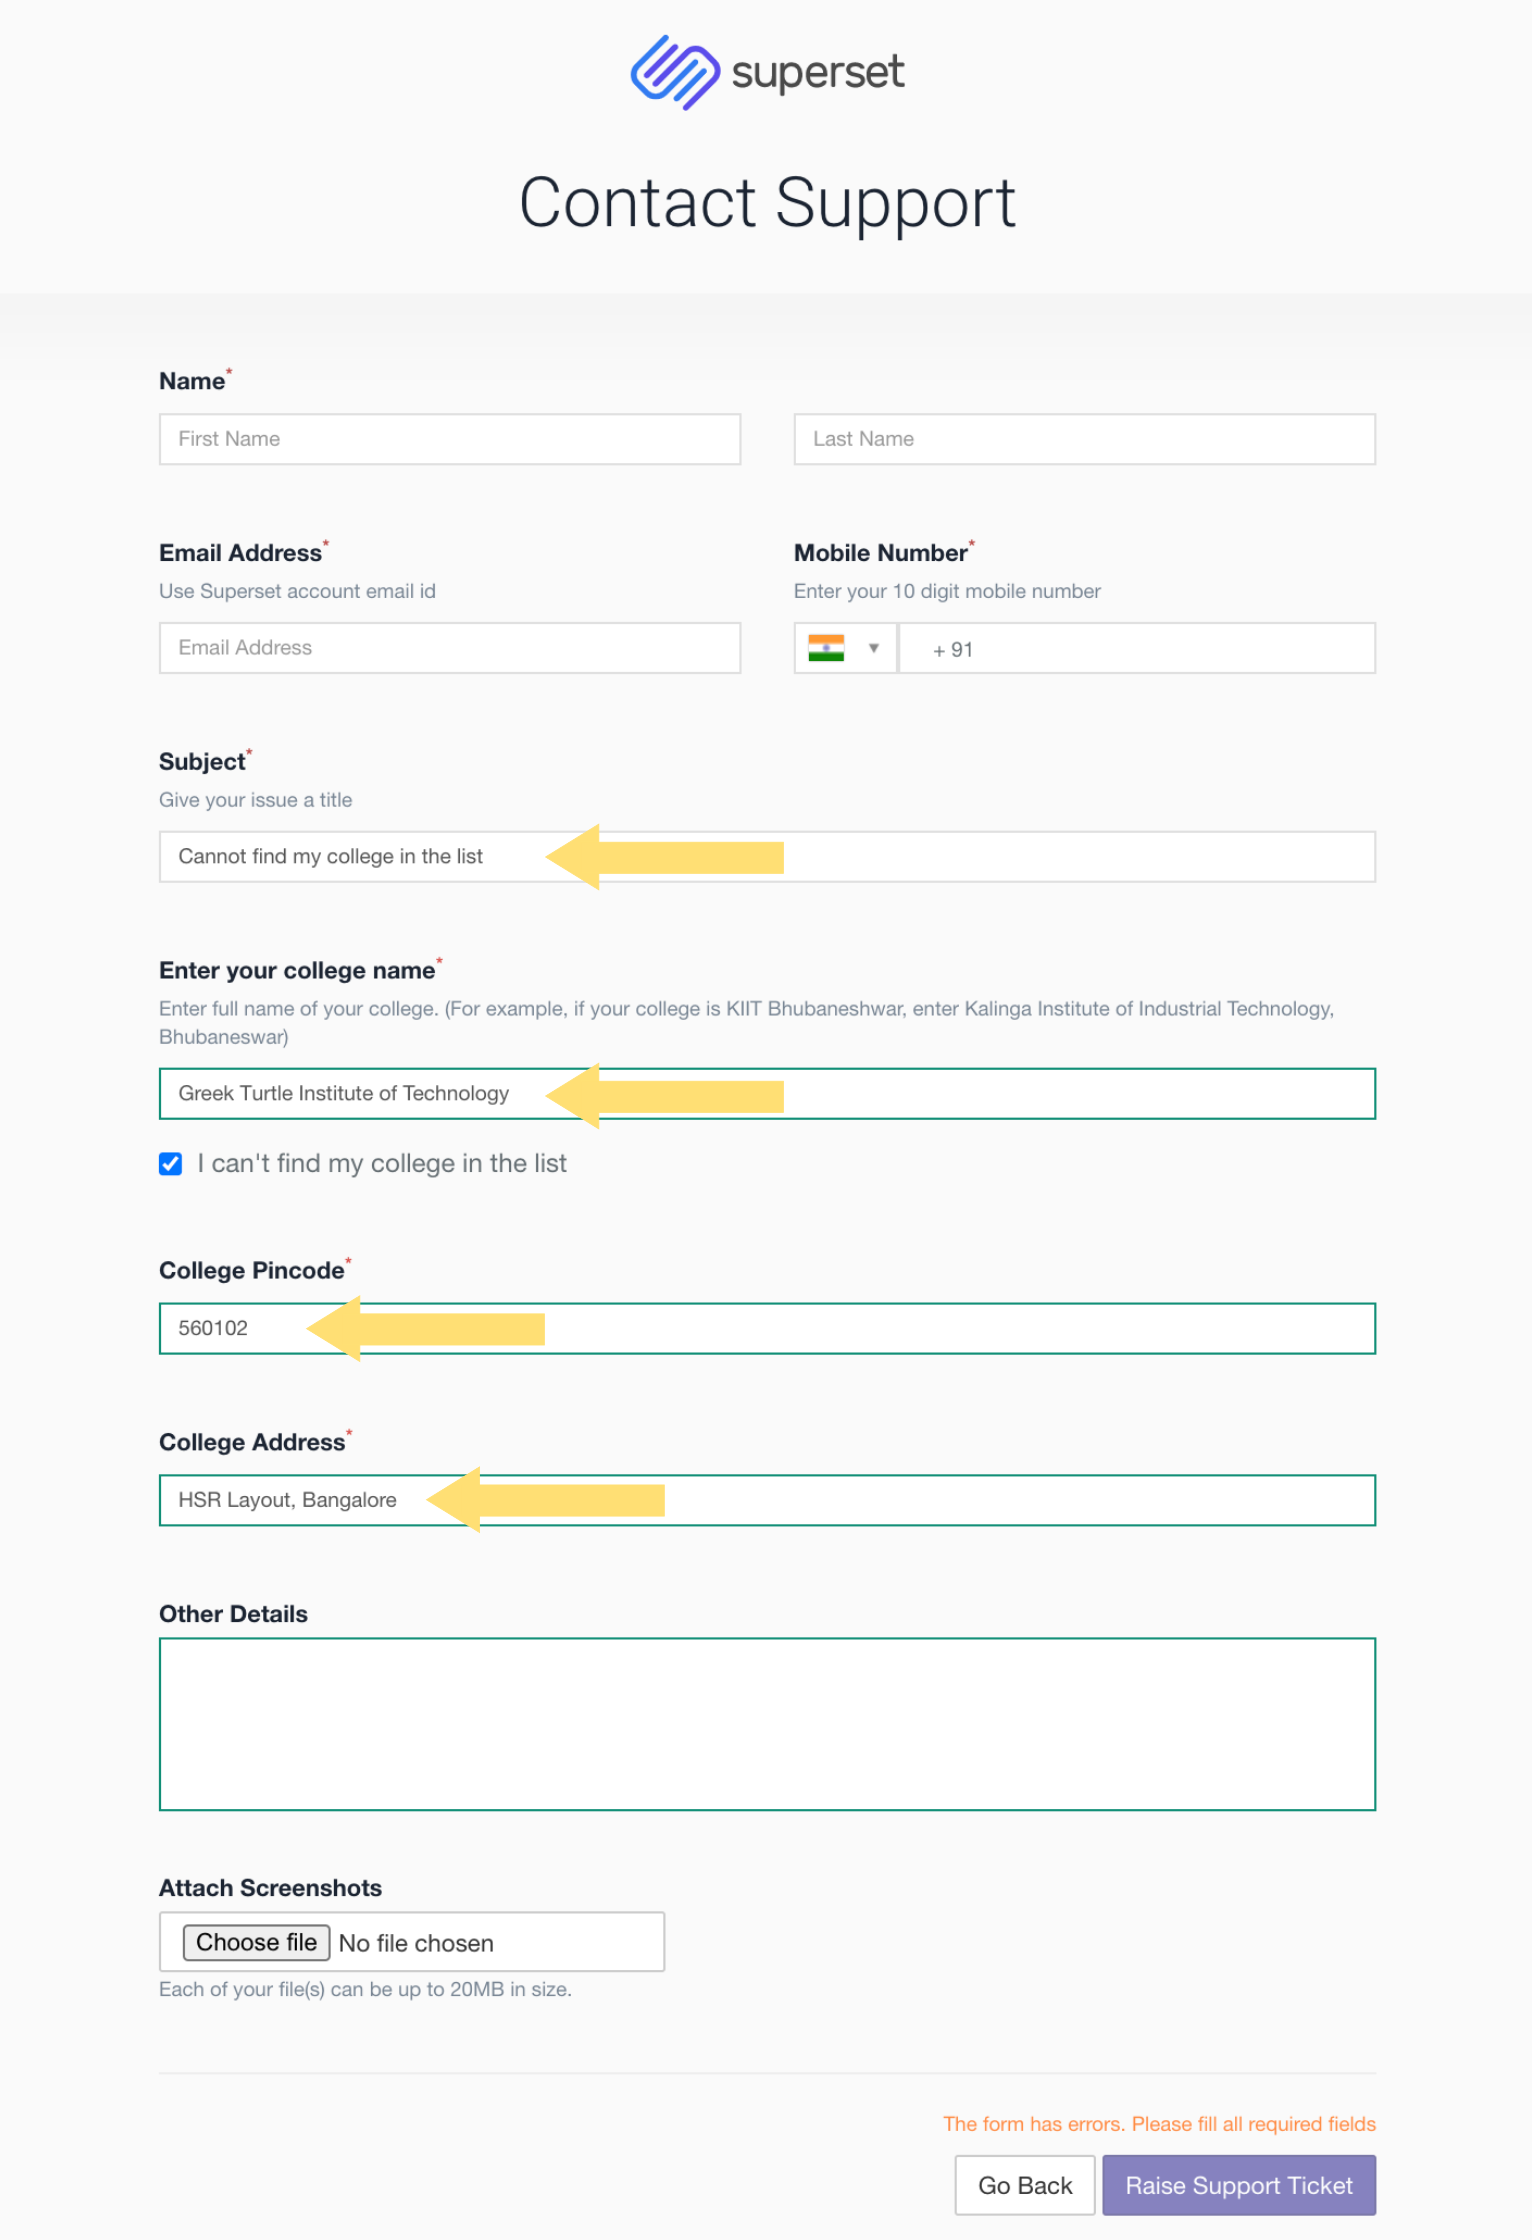 superset
Contact Support
Name*
First Name
Last Name
Email Address*
Mobile Number*
Use Superset account email id
Enter your 10 digit mobile number
Email Address
+ 91
Subject*
Give your issue a title
Cannot find my college in the list
Enter your college name*
Enter full name of your college. (For example, if your college is KIIT Bhubaneshwar, enter Kalinga Institute of Industrial Technology,
Bhubaneswar)
Greek Turtle Institute of Technology
I can't find my college in the list
College Pincode*
560102
College Address*
HSR Layout, Bangalore
Other Details
Attach Screenshots
Choose file No file chosen
Each of your file(s) can be up to 20MB in size.
The form has errors. Please fill all required fields
Go Back
Raise Support Ticket